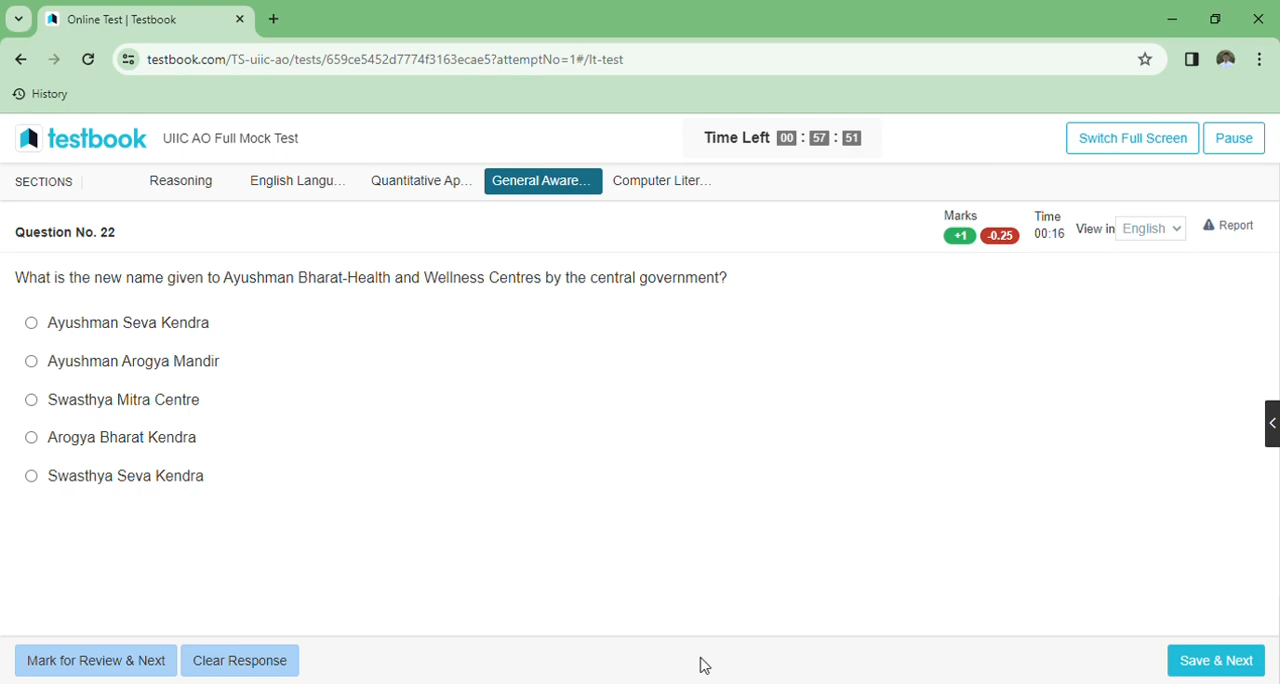 Online Test | Testbook
testbook.com/TS-uiic-ao/tests/659ce5452d7774f3163ecae5?attemptNo=1#/lt-test
History
testbook UIIC AO Full Mock Test Time Left 00 : 57 : 51 Switch Full Screen Pause
SECTIONS Reasoning English Langu... Quantitative Ap... General Aware... Computer Liter...
Question No. 22 Marks +1 -0.25 Time 00:16 View in English Report
What is the new name given to Ayushman Bharat-Health and Wellness Centres by the central government?
Ayushman Seva Kendra
Ayushman Arogya Mandir
Swasthya Mitra Centre
Arogya Bharat Kendra
Swasthya Seva Kendra
Mark for Review & Next Clear Response Save & Next